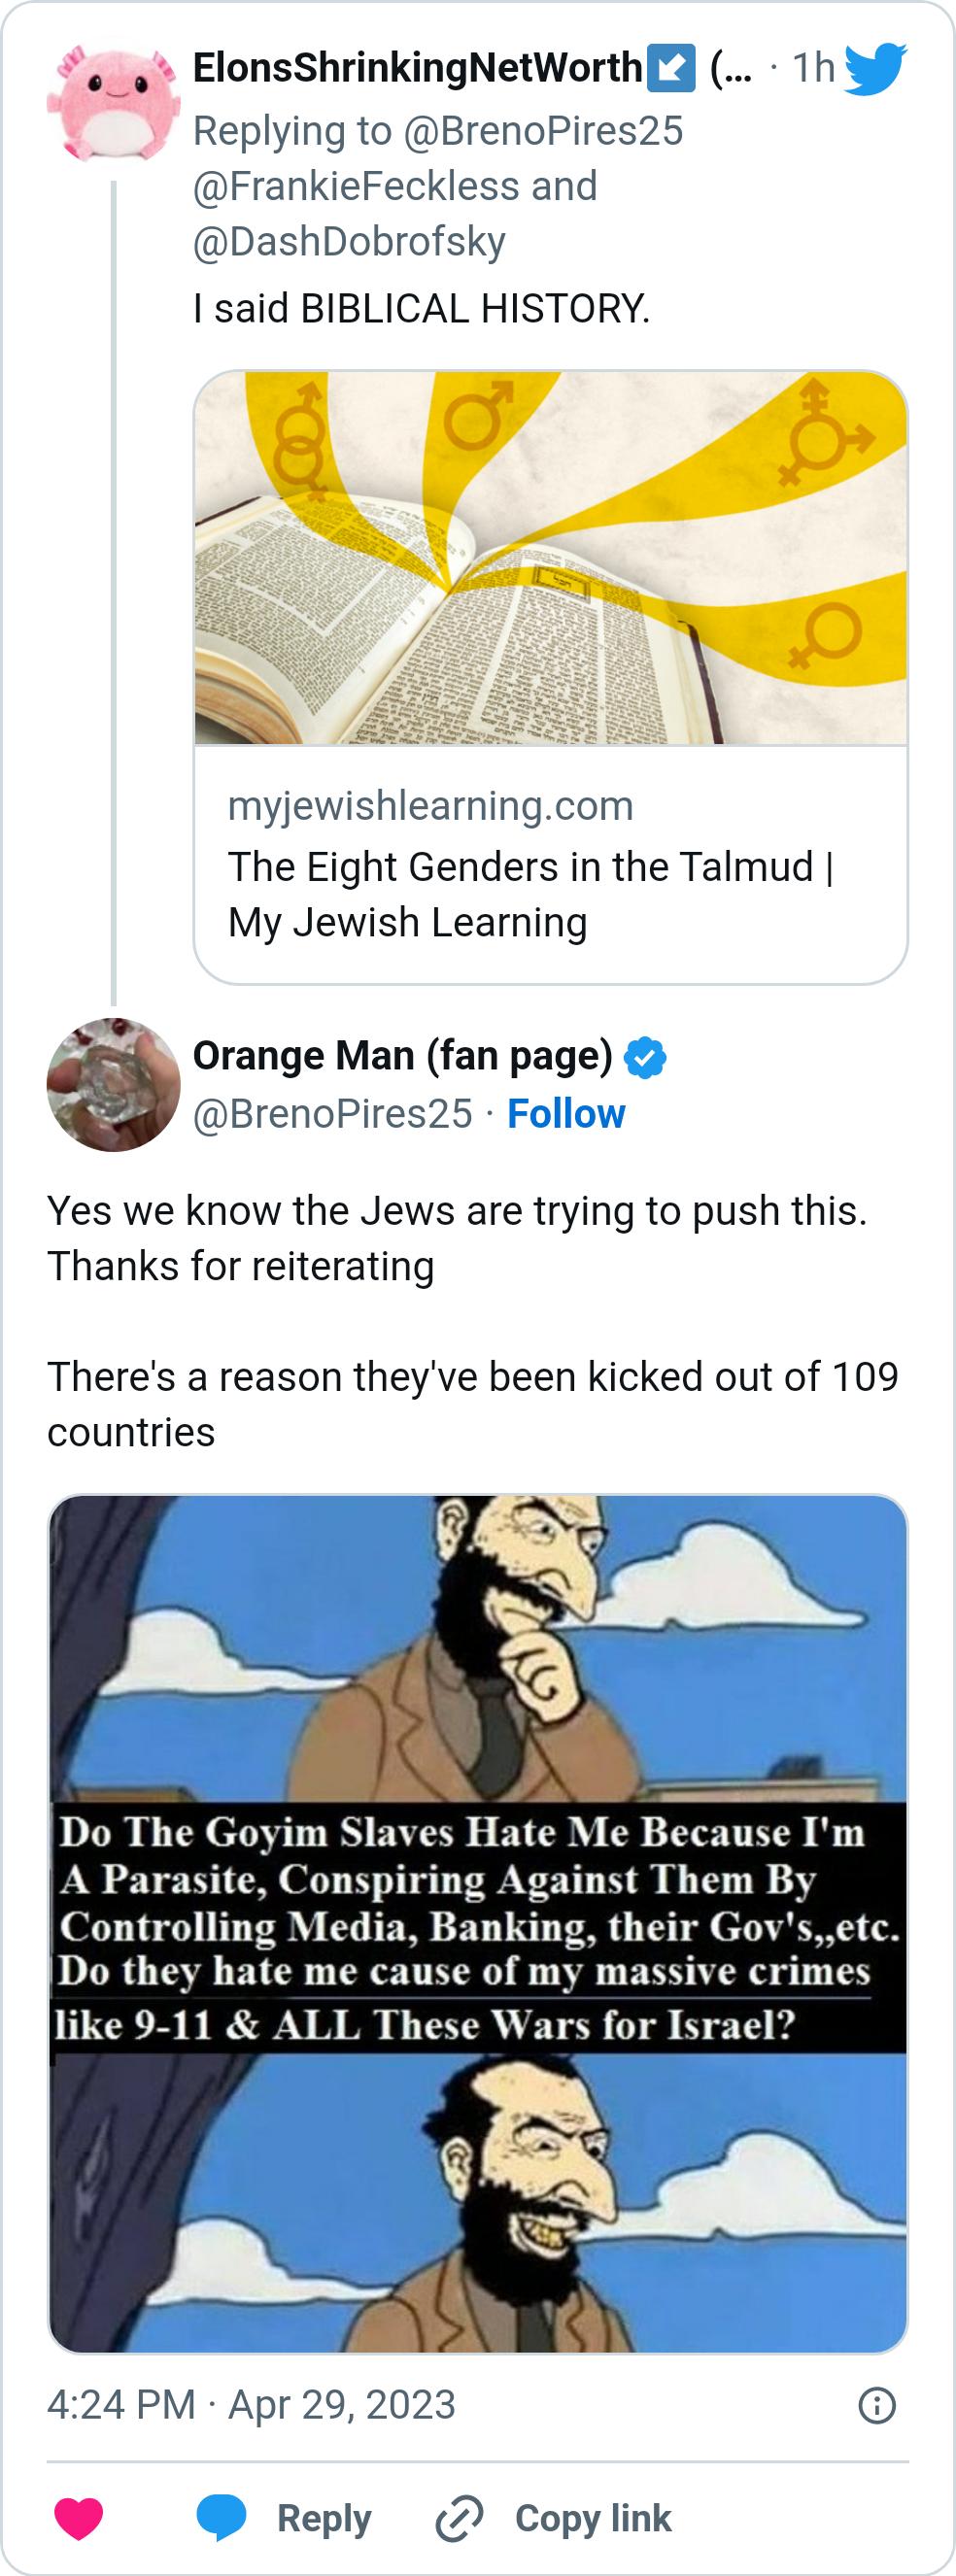 ElonsShrinkingNetWorth↙️ (... · 1h
Replying to @BrenoPires25
@FrankieFeckless and
@DashDobrofsky
I said BIBLICAL HISTORY.
myjewishlearning.com
The Eight Genders in the Talmud |
My Jewish Learning
Orange Man (fan page)
@BrenoPires25 · Follow
Yes we know the Jews are trying to push this.
Thanks for reiterating
There's a reason they've been kicked out of 109
countries
Do The Goyim Slaves Hate Me Because I'm
A Parasite, Conspiring Against Them By
Controlling Media, Banking, their Gov's,,etc.
Do they hate me cause of my massive crimes
like 9-11 & ALL These Wars for Israel?
4:24 PM · Apr 29, 2023
Reply
Copy link